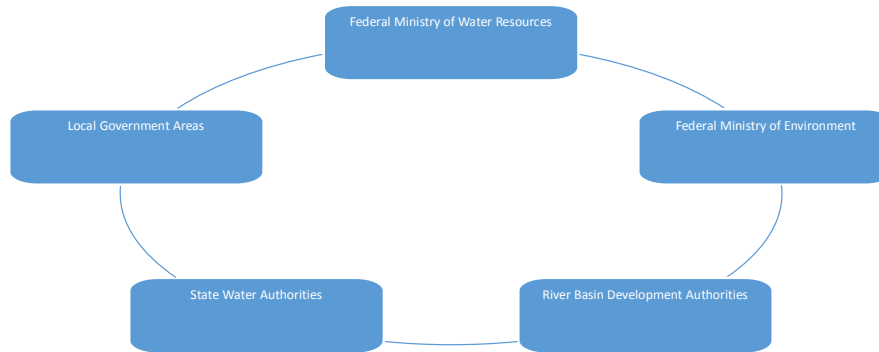 Federal Ministry of Water Resources
Local Government Areas
Federal Ministry of Environment
State Water Authorities
River Basin Development Authorities